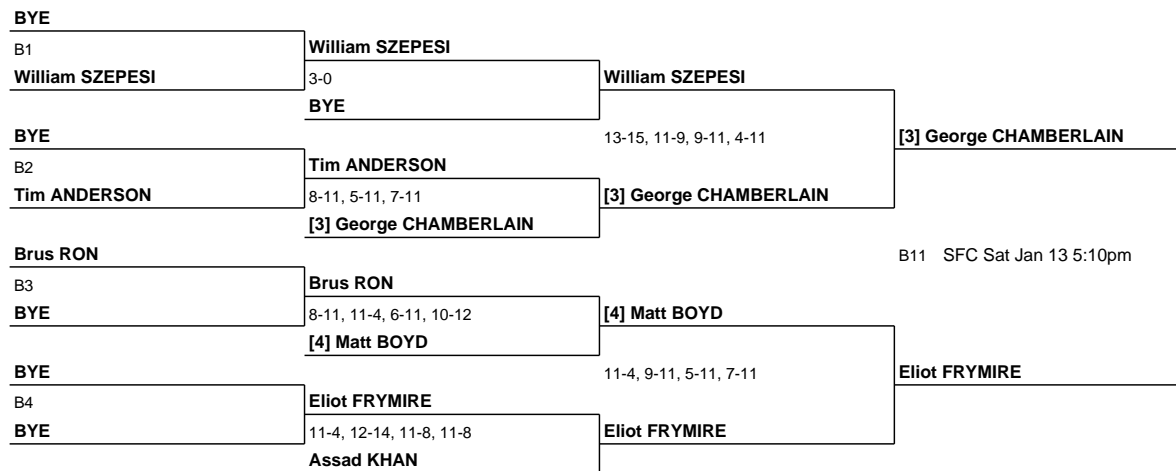 BYE
B1
William SZEPESI
William SZEPESI
3-0
BYE
William SZEPESI
13-15, 11-9, 9-11, 4-11
[3] George CHAMBERLAIN
BYE
B2
Tim ANDERSON
Tim ANDERSON
8-11, 5-11, 7-11
[3] George CHAMBERLAIN
[3] George CHAMBERLAIN
B11 SFC Sat Jan 13 5:10pm
Brus RON
B3
BYE
Brus RON
8-11, 11-4, 6-11, 10-12
[4] Matt BOYD
[4] Matt BOYD
11-4, 9-11, 5-11, 7-11
Eliot FRYMIRE
BYE
B4
BYE
Eliot FRYMIRE
11-4, 12-14, 11-8, 11-8
Assad KHAN
Eliot FRYMIRE